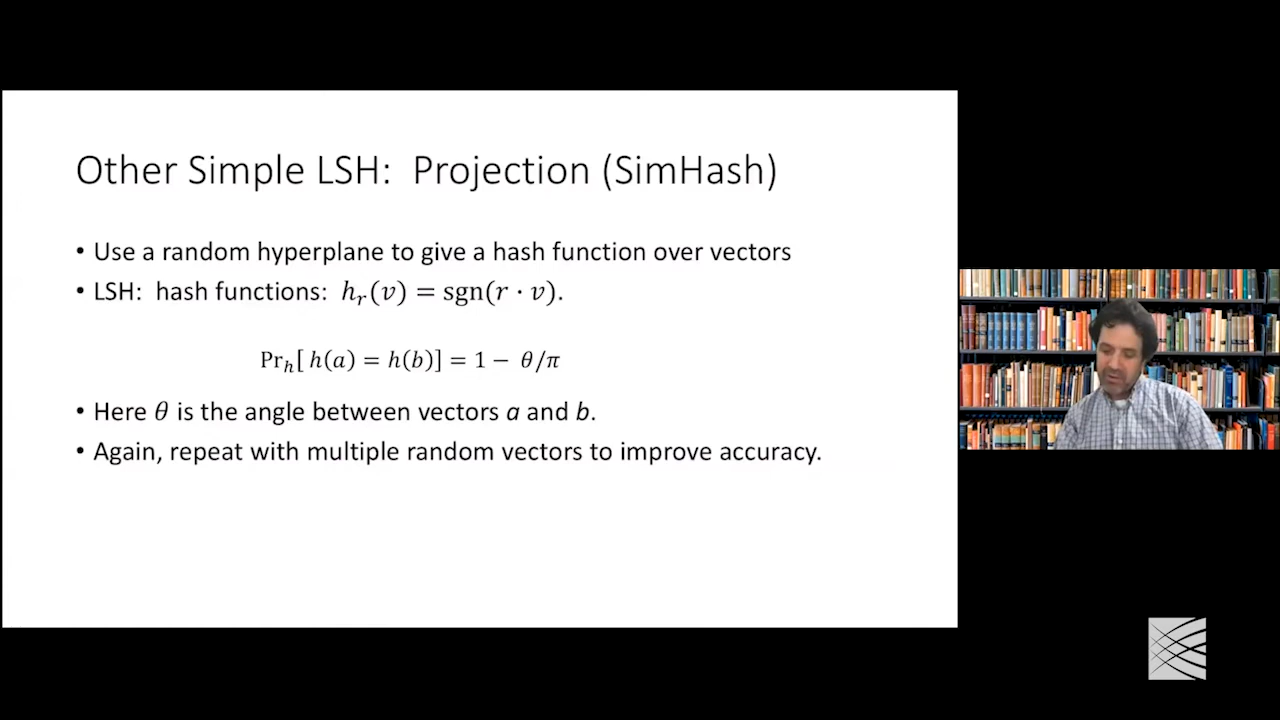 Other Simple LSH: Projection (SimHash)
• Use a random hyperplane to give a hash function over vectors
• LSH: hash functions: hᵣ(v) = sgn(r · v).
Prₕ[ h(a) = h(b)] = 1 − θ/π
• Here θ is the angle between vectors a and b.
• Again, repeat with multiple random vectors to improve accuracy.